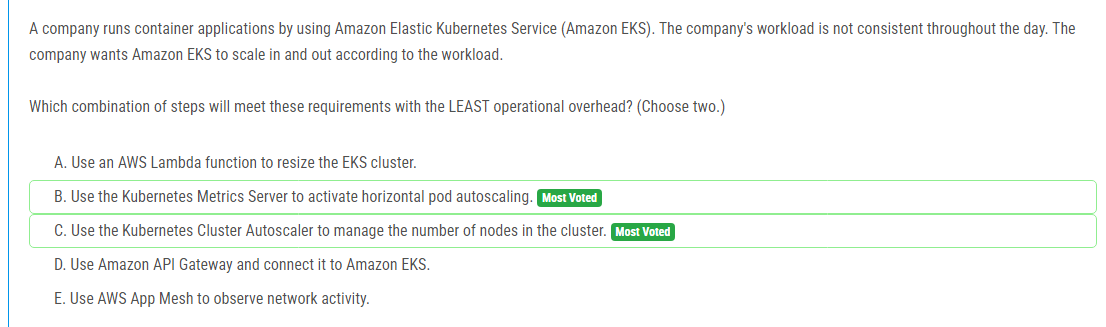 A company runs container applications by using Amazon Elastic Kubernetes Service (Amazon EKS). The company's workload is not consistent throughout the day. The
company wants Amazon EKS to scale in and out according to the workload.
Which combination of steps will meet these requirements with the LEAST operational overhead? (Choose two.)
A. Use an AWS Lambda function to resize the EKS cluster.
B. Use the Kubernetes Metrics Server to activate horizontal pod autoscaling. Most Voted
C. Use the Kubernetes Cluster Autoscaler to manage the number of nodes in the cluster. Most Voted
D. Use Amazon API Gateway and connect it to Amazon EKS.
E. Use AWS App Mesh to observe network activity.